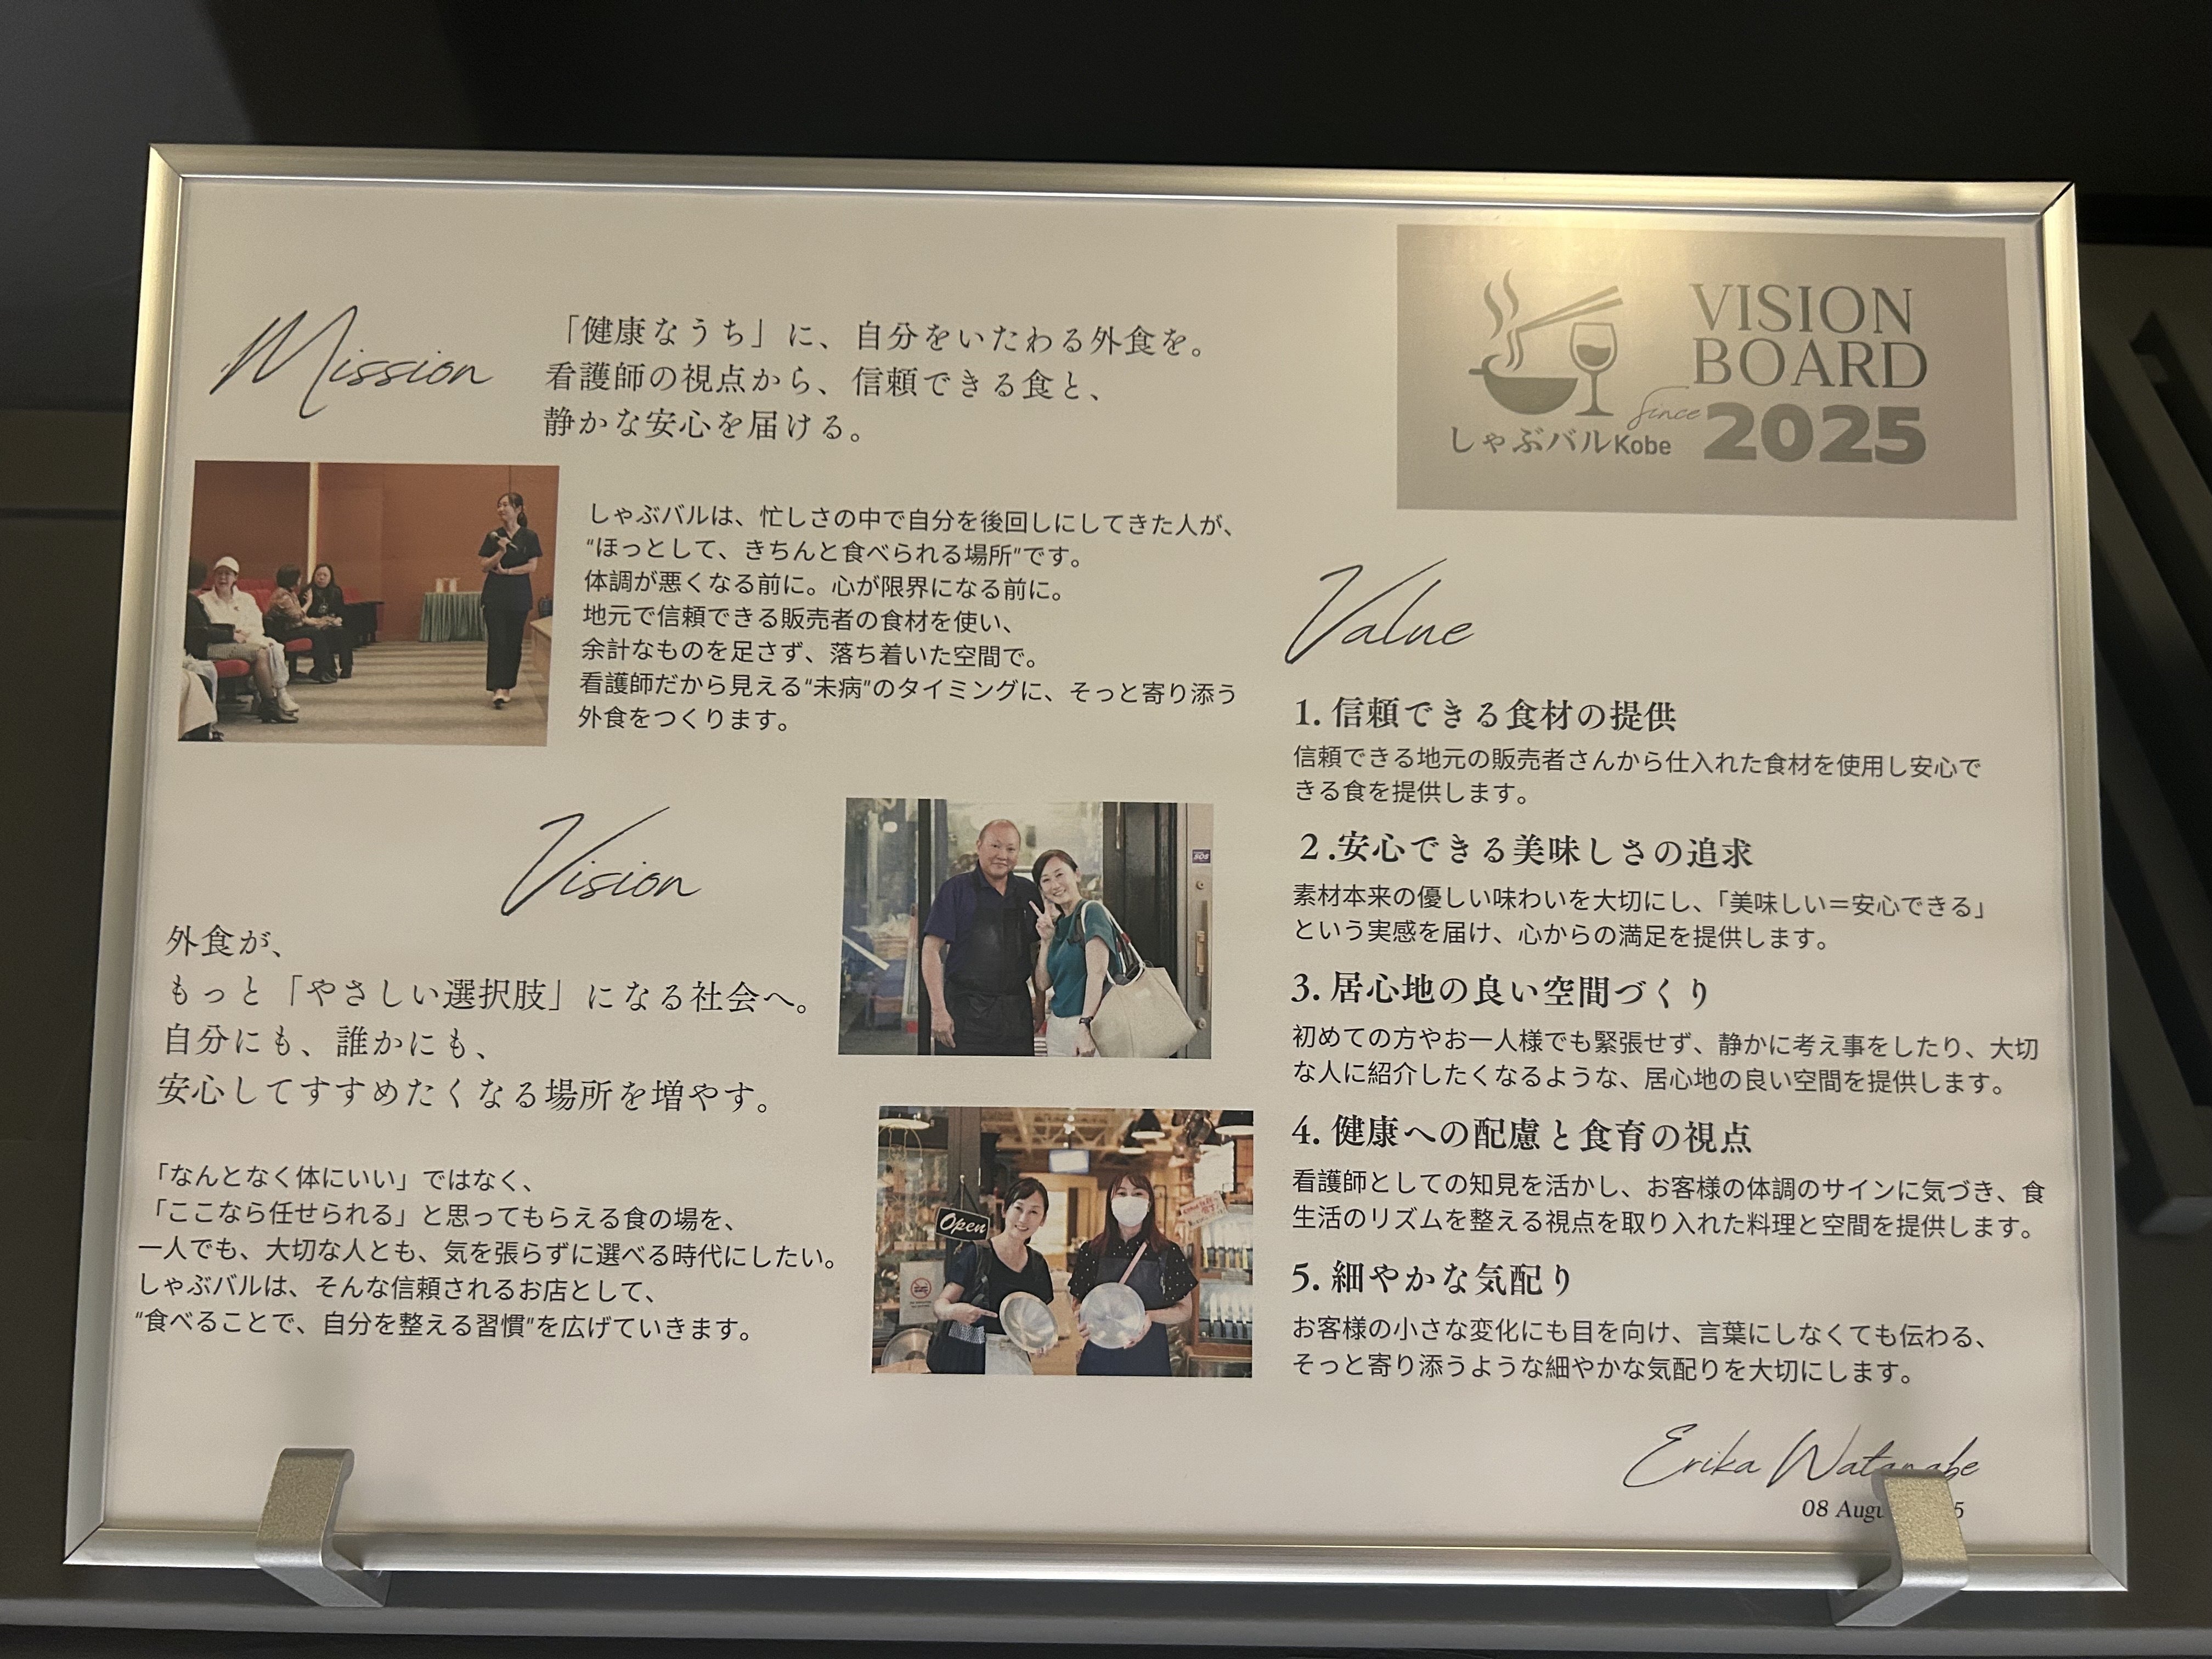 Mission
「健康なうち」に、自分をいたわる外食を。
看護師の視点から、信頼できる食と、
静かな安心を届ける。
しゃぶバルは、忙しさの中で自分を後回しにしてきた人が、
“ほっとして、きちんと食べられる場所”です。
体調が悪くなる前に。心が限界になる前に。
地元で信頼できる販売者の食材を使い、
余計なものを足さず、落ち着いた空間で。
看護師だから見える“未病”のタイミングに、そっと寄り添う
外食をつくります。
Vision
外食が、
もっと「やさしい選択肢」になる社会へ。
自分にも、誰かにも、
安心してすすめたくなる場所を増やす。
「なんとなく体にいい」ではなく、
「ここなら任せられる」と思ってもらえる食の場を、
一人でも、大切な人とも、気を張らずに選べる時代にしたい。
しゃぶバルは、そんな信頼されるお店として、
“食べることで、自分を整える習慣”を広げていきます。
SOS
Open
VISION
BOARD
since 2025
しゃぶバルKobe
Value
1. 信頼できる食材の提供
信頼できる地元の販売者さんから仕入れた食材を使用し安心で
きる食を提供します。
２.安心できる美味しさの追求
素材本来の優しい味わいを大切にし、「美味しい＝安心できる」
という実感を届け、心からの満足を提供します。
3. 居心地の良い空間づくり
初めての方やお一人様でも緊張せず、静かに考え事をしたり、大切
な人に紹介したくなるような、居心地の良い空間を提供します。
4. 健康への配慮と食育の視点
看護師としての知見を活かし、お客様の体調のサインに気づき、食
生活のリズムを整える視点を取り入れた料理と空間を提供します。
5. 細やかな気配り
お客様の小さな変化にも目を向け、言葉にしなくても伝わる、
そっと寄り添うような細やかな気配りを大切にします。
Erika Watanabe
08